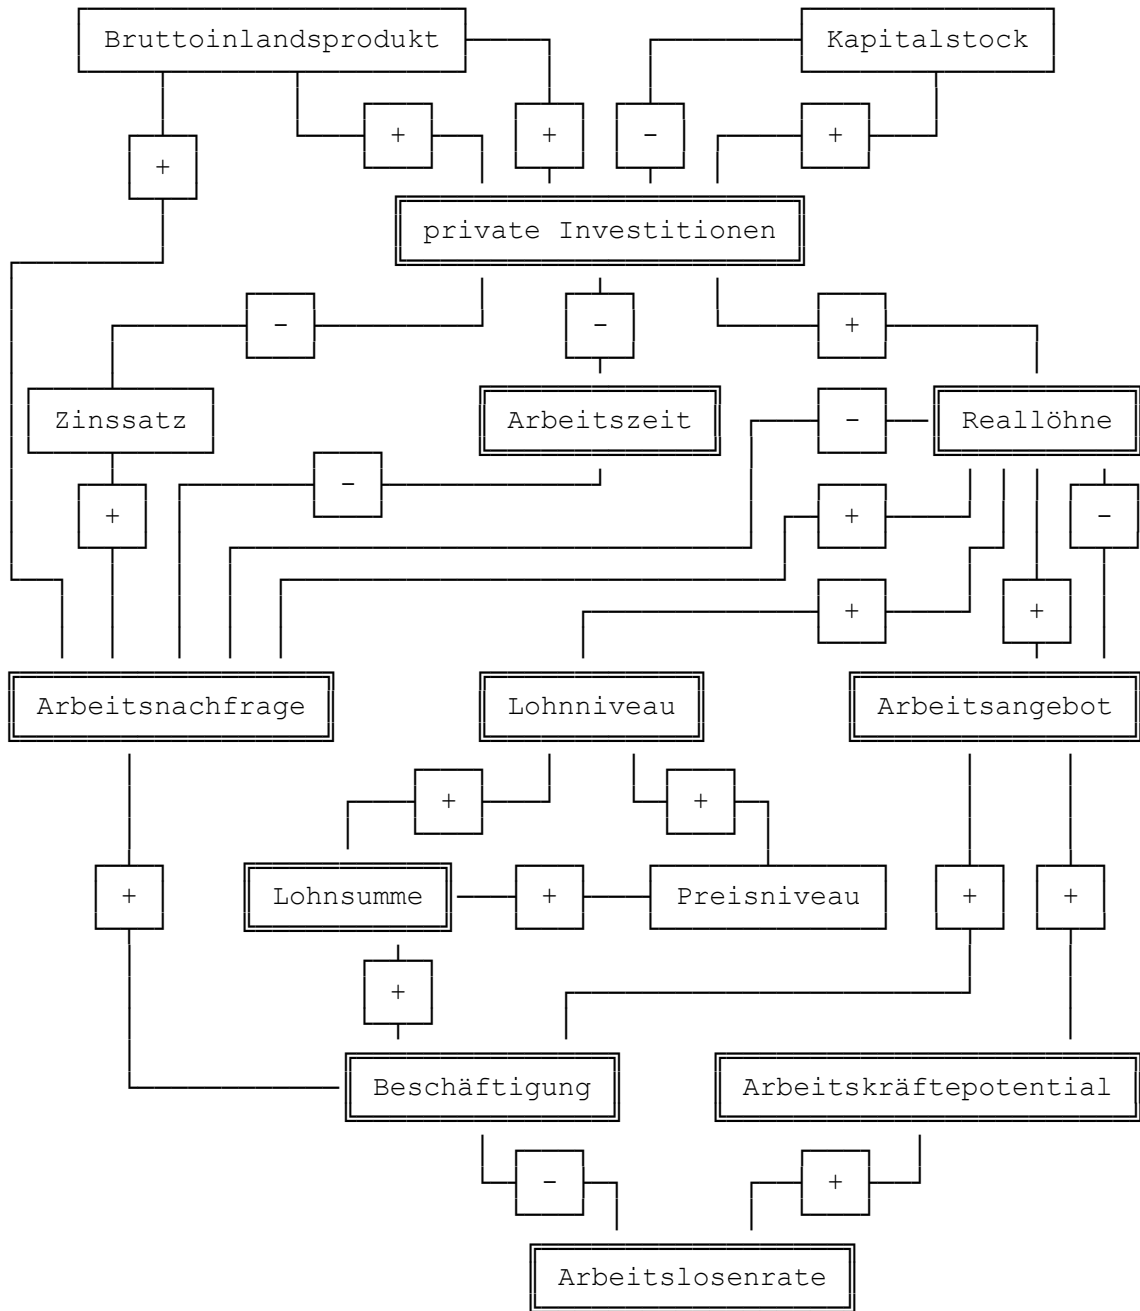 Bruttoinlandsprodukt Kapitalstock
+ + - +
+
private Investitionen
- - +
Zinssatz Arbeitszeit - Reallöhne
-
+ + -
+ +
Arbeitsnachfrage Lohnniveau Arbeitsangebot
+ +
+ Lohnsumme + Preisniveau + +
+
Beschäftigung Arbeitskräftepotential
- +
Arbeitslosenrate